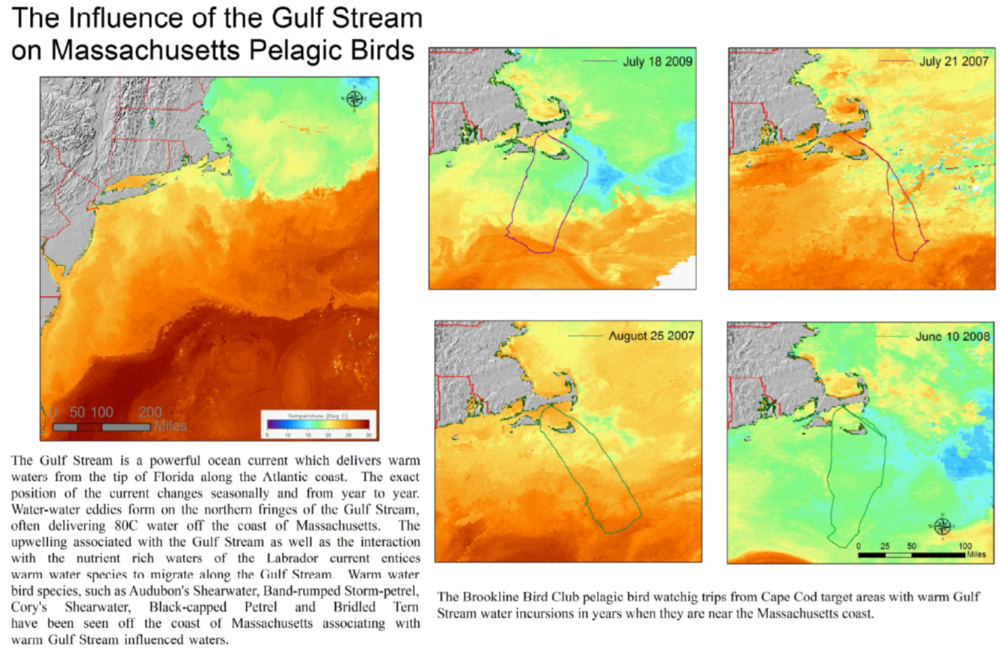 The Influence of the Gulf Stream
on Massachusetts Pelagic Birds
N
W
E
S
0 50 100 200
Miles
Temperature (Deg C)
5 10 15 20 25 30
The Gulf Stream is a powerful ocean current which delivers warm
waters from the tip of Florida along the Atlantic coast. The exact
position of the current changes seasonally and from year to year.
Water-water eddies form on the northern fringes of the Gulf Stream,
often delivering 80C water off the coast of Massachusetts. The
upwelling associated with the Gulf Stream as well as the interaction
with the nutrient rich waters of the Labrador current entices
warm water species to migrate along the Gulf Stream. Warm water
bird species, such as Audubon's Shearwater, Band-rumped Storm-petrel,
Cory's Shearwater, Black-capped Petrel and Bridled Tern
have been seen off the coast of Massachusetts associating with
warm Gulf Stream influenced waters.
July 18 2009
July 21 2007
August 25 2007
June 10 2008
N
W
E
S
0 25 50 100
Miles
The Brookline Bird Club pelagic bird watchig trips from Cape Cod target areas with warm Gulf
Stream water incursions in years when they are near the Massachusetts coast.